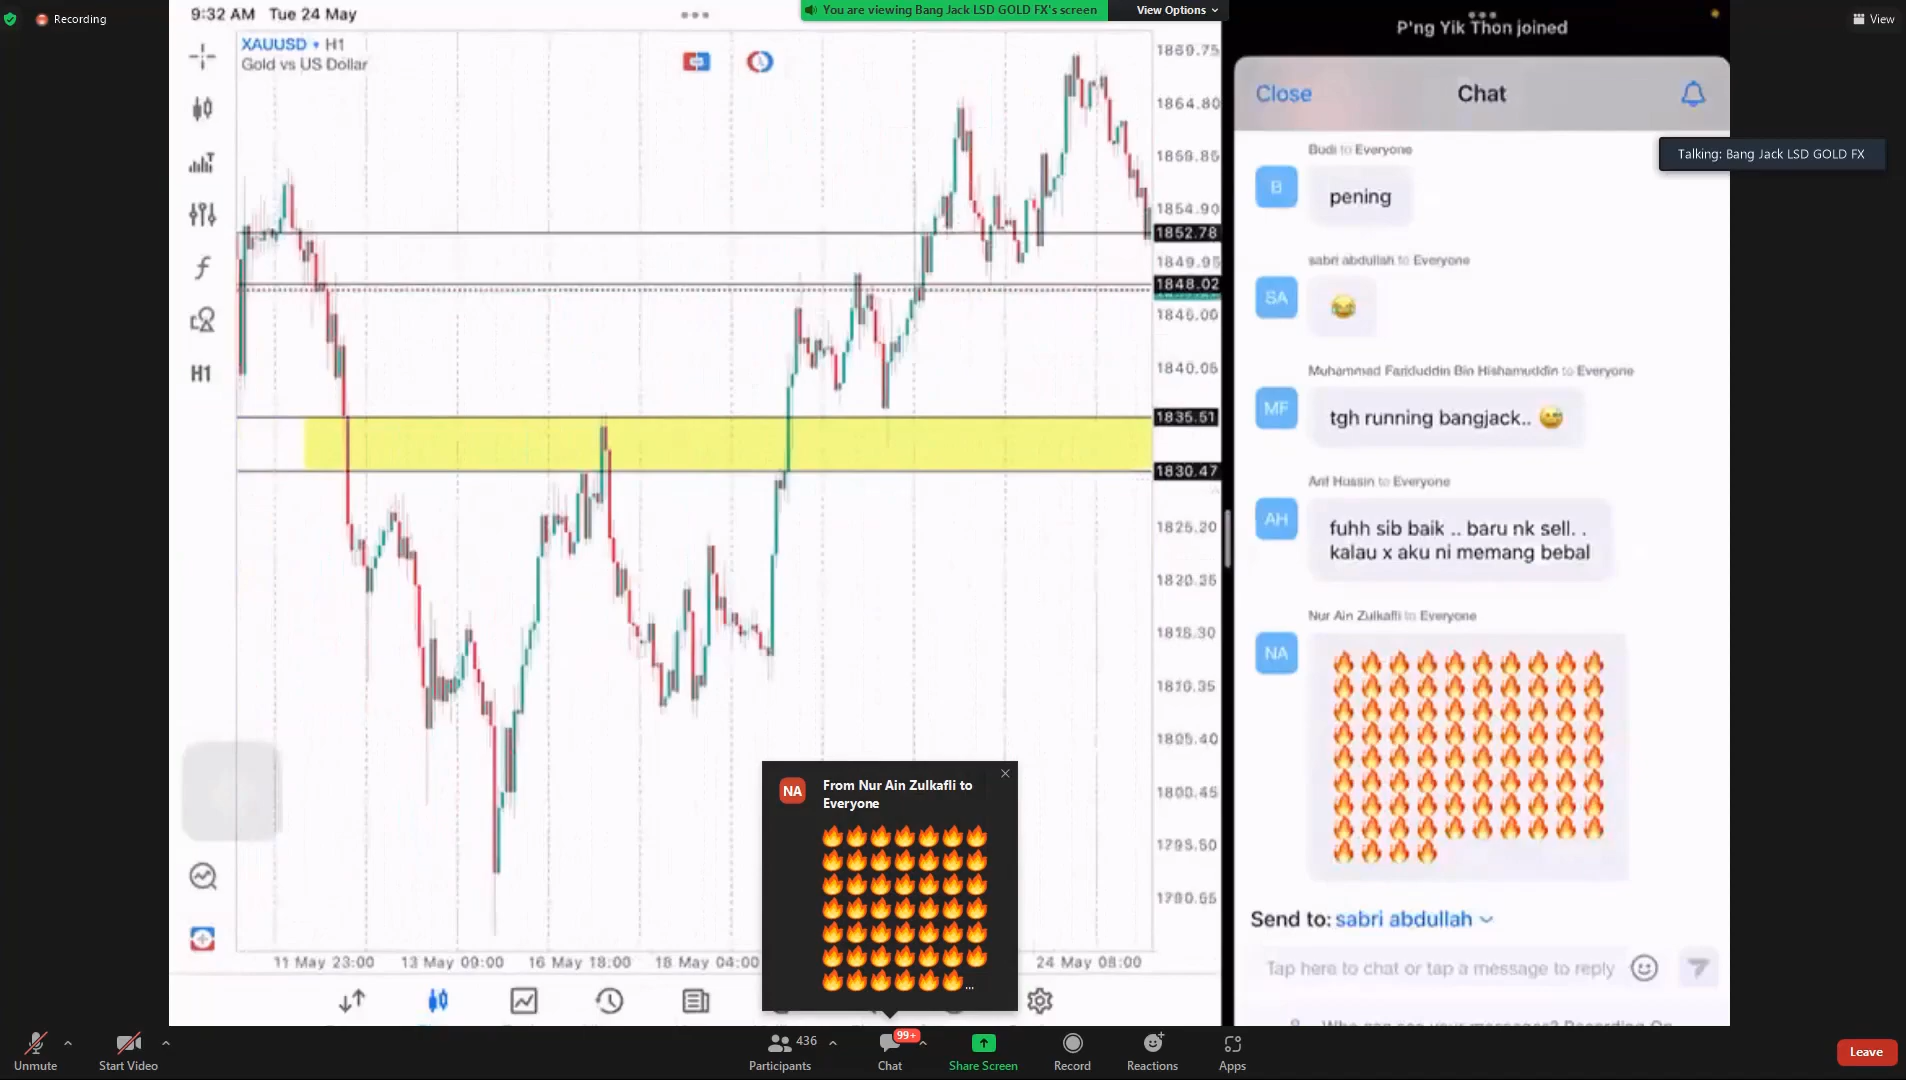 Recording
9:32 AM Tue 24 May
You are viewing Bang Jack LSD GOLD FX's screen
View Options
View
XAUUSD H1
Gold vs US Dollar
H1
1869.75
1864.80
1859.85
1854.90
1852.78
1849.95
1848.02
1845.00
1840.05
1835.51
1830.47
1825.20
1820.35
1815.30
1810.35
1805.40
1800.45
1795.50
1790.55
11 May 23:00
13 May 09:00
16 May 18:00
18 May 04:00
24 May 08:00
P'ng Yik Thon joined
Close
Chat
Talking: Bang Jack LSD GOLD FX
Budi to Everyone
B
pening
sabri abdullah to Everyone
SA
😂
Muhammad Fariduddin Bin Hishamuddin to Everyone
MF
tgh running bangjack.. 😅
Arif Hussin to Everyone
AH
fuhh sib baik .. baru nk sell. .
kalau x aku ni memang bebal
Nur Ain Zulkafli to Everyone
NA
🔥🔥🔥🔥🔥🔥🔥🔥🔥🔥
🔥🔥🔥🔥🔥🔥🔥🔥🔥🔥
🔥🔥🔥🔥🔥🔥🔥🔥🔥🔥
🔥🔥🔥🔥🔥🔥🔥🔥🔥🔥
🔥🔥🔥🔥🔥🔥🔥🔥🔥🔥
🔥🔥🔥🔥🔥🔥🔥🔥🔥🔥
🔥🔥🔥🔥🔥🔥🔥🔥🔥🔥
🔥🔥🔥🔥🔥🔥🔥🔥🔥🔥
🔥🔥🔥🔥
Send to: sabri abdullah
Tap here to chat or tap a message to reply
NA
From Nur Ain Zulkafli to
Everyone
🔥🔥🔥🔥🔥🔥🔥
🔥🔥🔥🔥🔥🔥🔥
🔥🔥🔥🔥🔥🔥🔥
🔥🔥🔥🔥🔥🔥🔥
🔥🔥🔥🔥🔥🔥🔥
🔥🔥🔥🔥🔥🔥🔥
🔥🔥🔥🔥🔥🔥...
Unmute
Start Video
436
Participants
99+
Chat
Share Screen
Record
Reactions
Apps
Leave